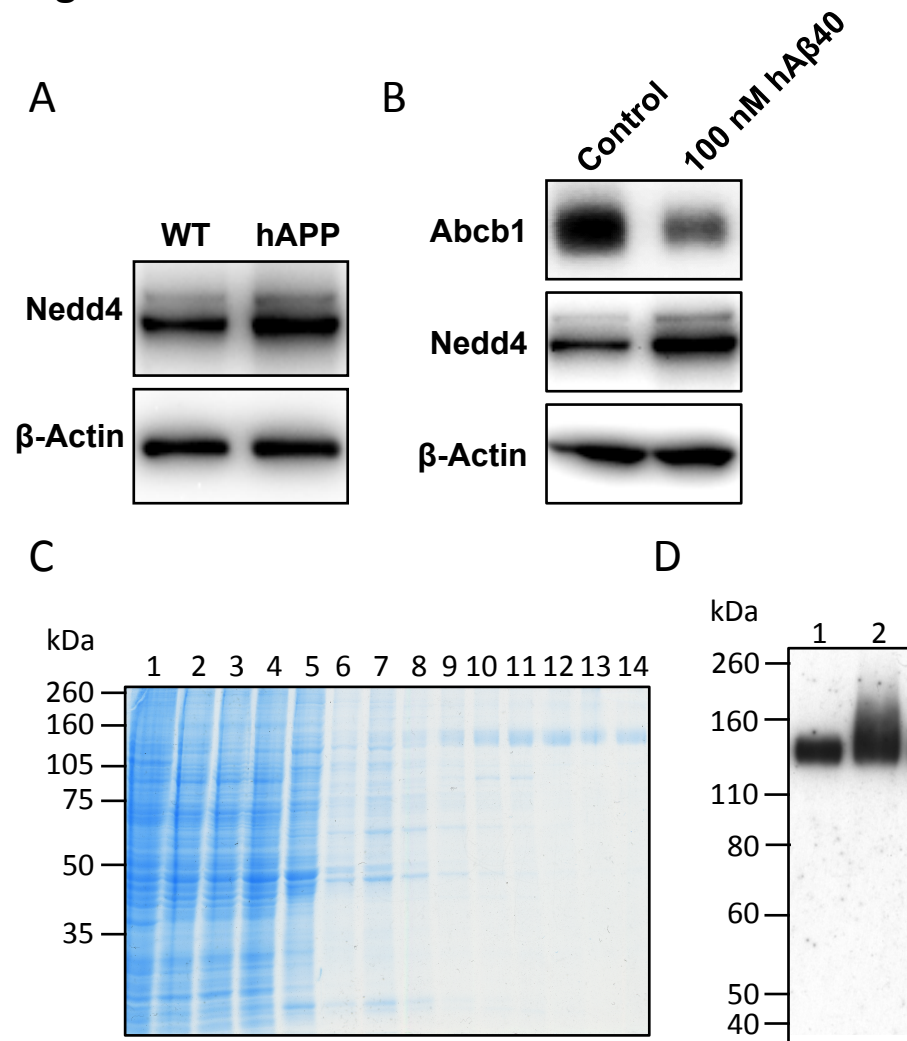 A
B
Control
100 nM hAβ40
WT hAPP
Nedd4
β-Actin
Abcb1
Nedd4
β-Actin
C
kDa
1 2 3 4 5 6 7 8 9 10 11 12 13 14
260
160
105
75
50
35
D
kDa
1 2
260
160
110
80
60
50
40